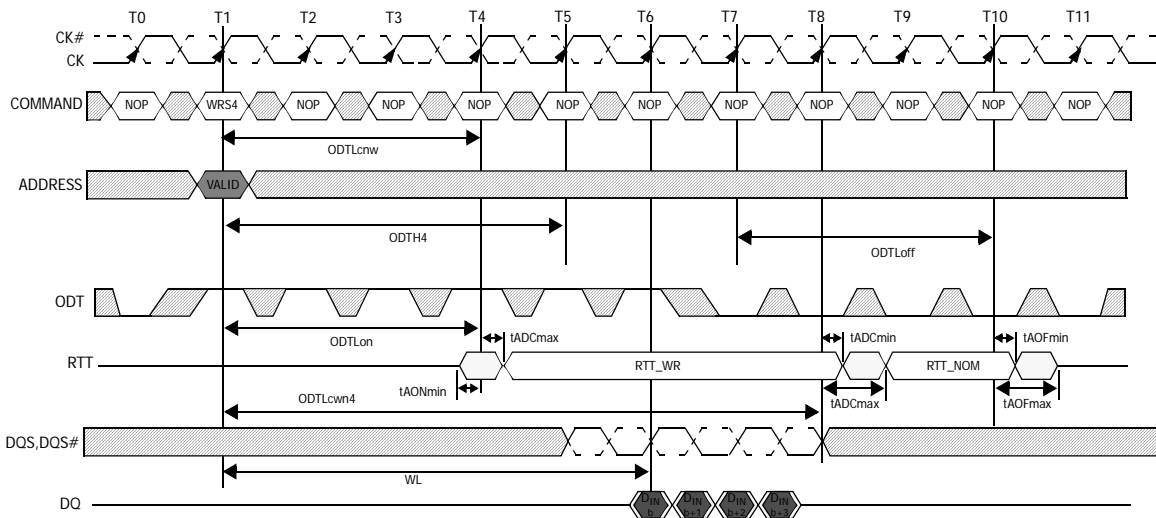 T0 T1 T2 T3 T4 T5 T6 T7 T8 T9 T10 T11
CK#
CK
COMMAND NOP WRS4 NOP NOP NOP NOP NOP NOP NOP NOP NOP NOP
ODTLcnw
ADDRESS VALID
ODTH4
ODTLoff
ODT
ODTLon
tADCmax tADCmin tAOFmin
RTT RTT_WR RTT_NOM
tAONmin
tADCmax tAOFmax
ODTLcwn4
DQS,DQS#
WL
DQ DIN b DIN b+1 DIN b+2 DIN b+3